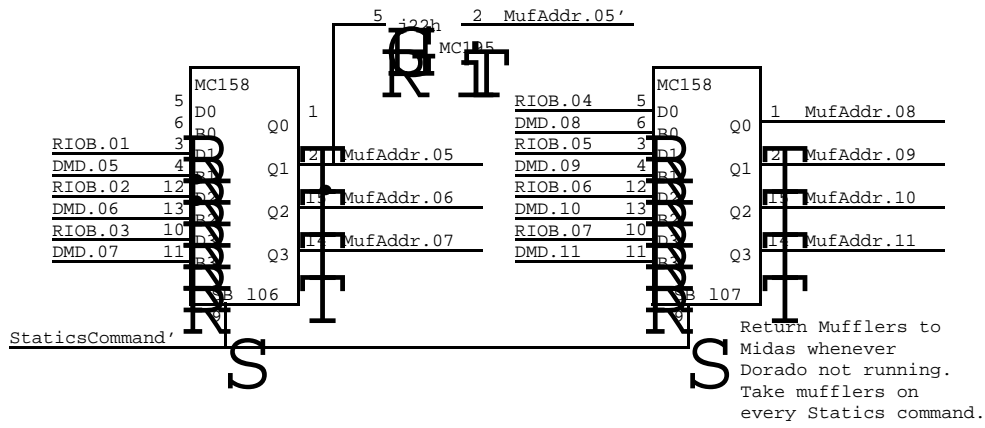 5 i22h 2 MufAddr.05'
MC195
G
R T
MC158
5 D0 1
6 B0 Q0
RIOB.01 3 D1
DMD.05 4 B1 Q1 2 MufAddr.05
RIOB.02 12 D2
DMD.06 13 B2 Q2 15 MufAddr.06
RIOB.03 10 D3
DMD.07 11 B3 Q3 14 MufAddr.07
SB l06
9
StaticsCommand'
S
MC158
RIOB.04 5 D0
DMD.08 6 B0 Q0 1 MufAddr.08
RIOB.05 3 D1
DMD.09 4 B1 Q1 2 MufAddr.09
RIOB.06 12 D2
DMD.10 13 B2 Q2 15 MufAddr.10
RIOB.07 10 D3
DMD.11 11 B3 Q3 14 MufAddr.11
SB l07
9
S
Return Mufflers to
Midas whenever
Dorado not running.
Take mufflers on
every Statics command.